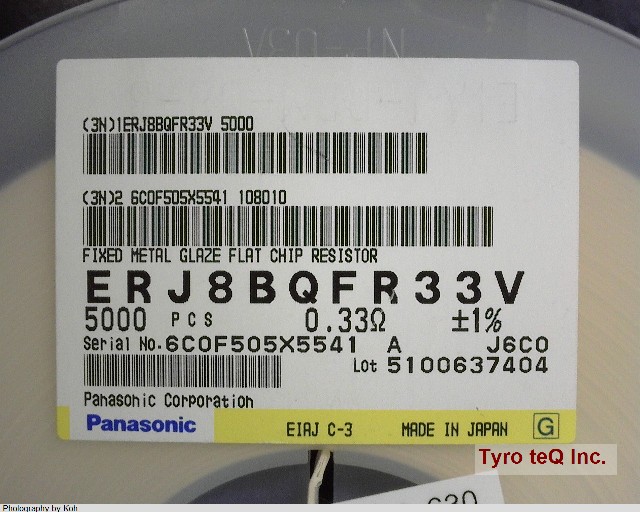 (3N)1ERJ8BQFR33V 5000
(3N)2 6C0F505X5541 108010
FIXED METAL GLAZE FLAT CHIP RESISTOR
ERJ8BQFR33V
5000 PCS 0.33Ω ±1%
Serial No.6C0F505X5541 A J6C0
Lot 5100637404
Panasonic Corporation
Panasonic EIAJ C-3 MADE IN JAPAN G
Tyro teQ Inc.
Photography by Koh